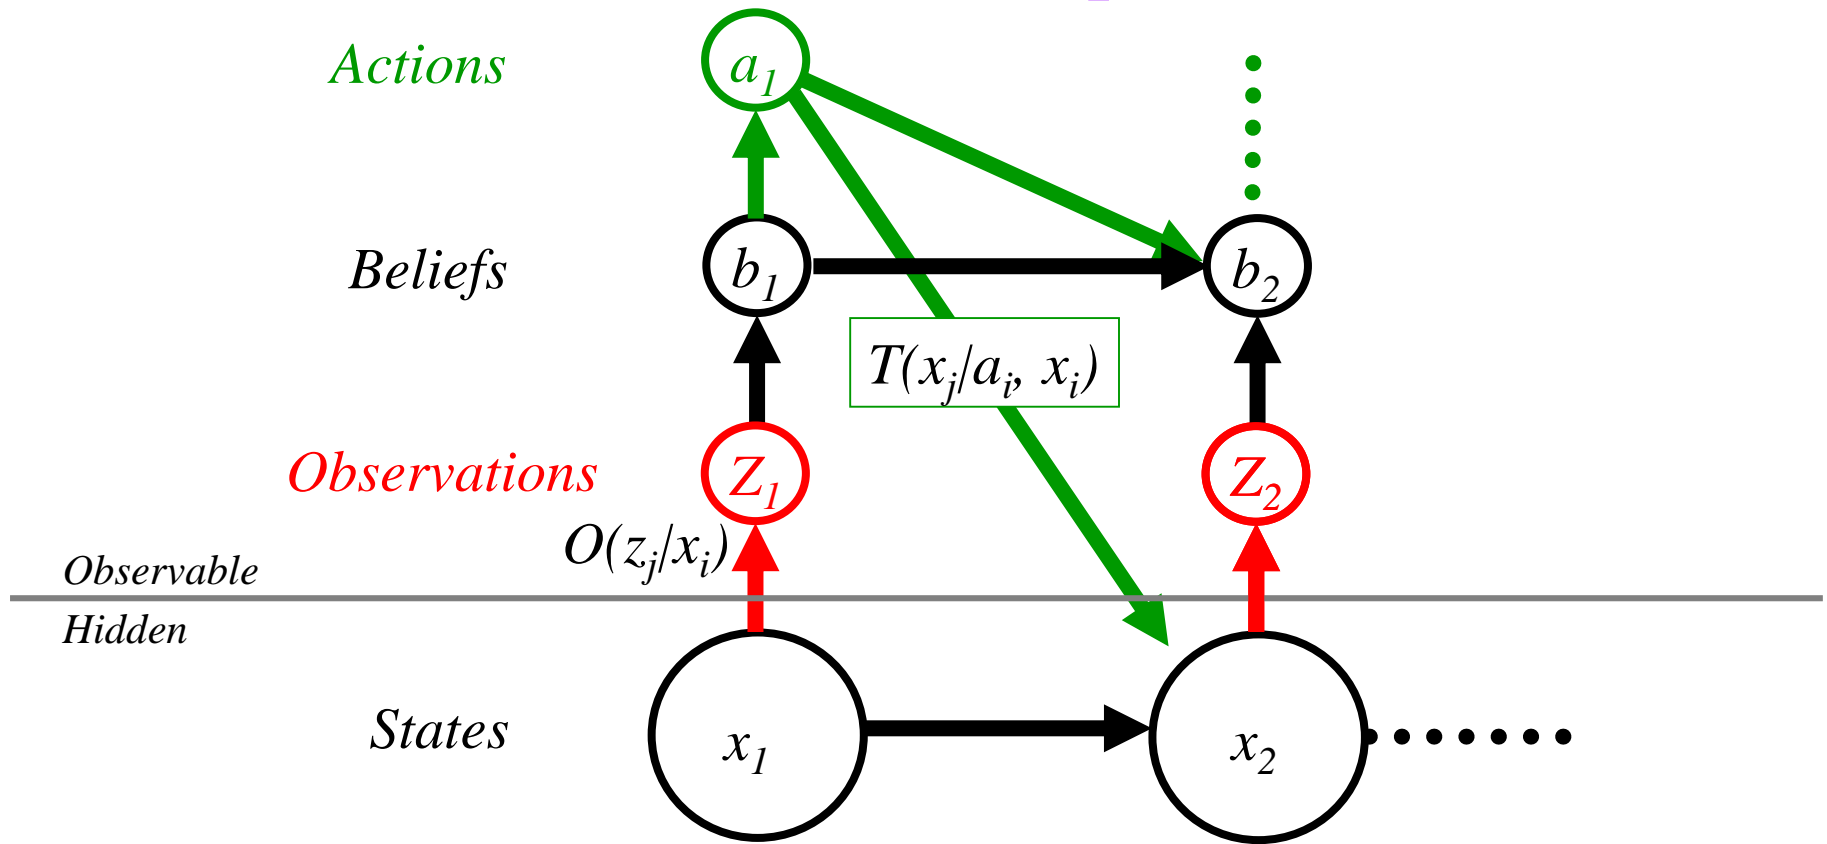 Actions a₁
Beliefs b₁ b₂
T(xⱼ/aᵢ, xᵢ)
Observations Z₁ Z₂
O(zⱼ/xᵢ)
Observable
Hidden
States x₁ x₂